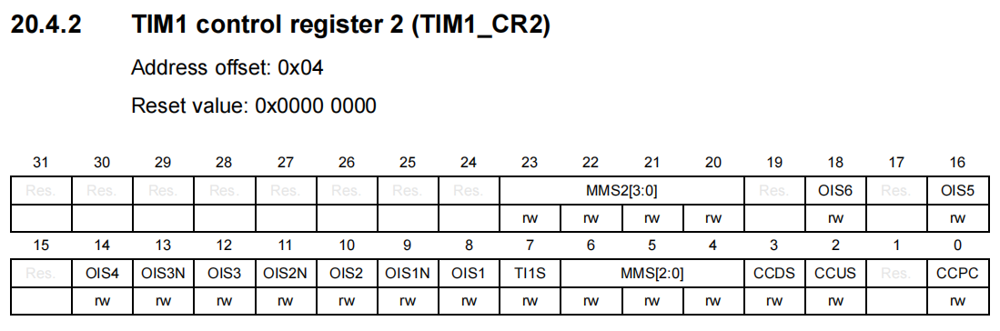 20.4.2 TIM1 control register 2 (TIM1_CR2)
Address offset: 0x04
Reset value: 0x0000 0000
31 30 29 28 27 26 25 24 23 22 21 20 19 18 17 16
Res. Res. Res. Res. Res. Res. Res. Res. MMS2[3:0] Res. OIS6 Res. OIS5
rw rw rw rw rw rw
15 14 13 12 11 10 9 8 7 6 5 4 3 2 1 0
Res. OIS4 OIS3N OIS3 OIS2N OIS2 OIS1N OIS1 TI1S MMS[2:0] CCDS CCUS Res. CCPC
rw rw rw rw rw rw rw rw rw rw rw rw rw rw